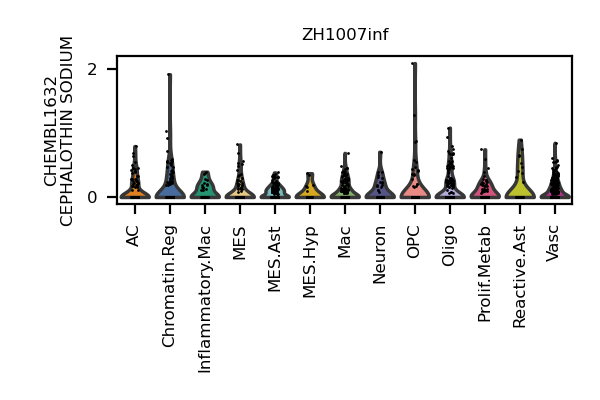 ZH1007inf
CHEMBL1632
CEPHALOTHIN SODIUM
2
0
AC
Chromatin.Reg
Inflammatory.Mac
MES
MES.Ast
MES.Hyp
Mac
Neuron
OPC
Oligo
Prolif.Metab
Reactive.Ast
Vasc